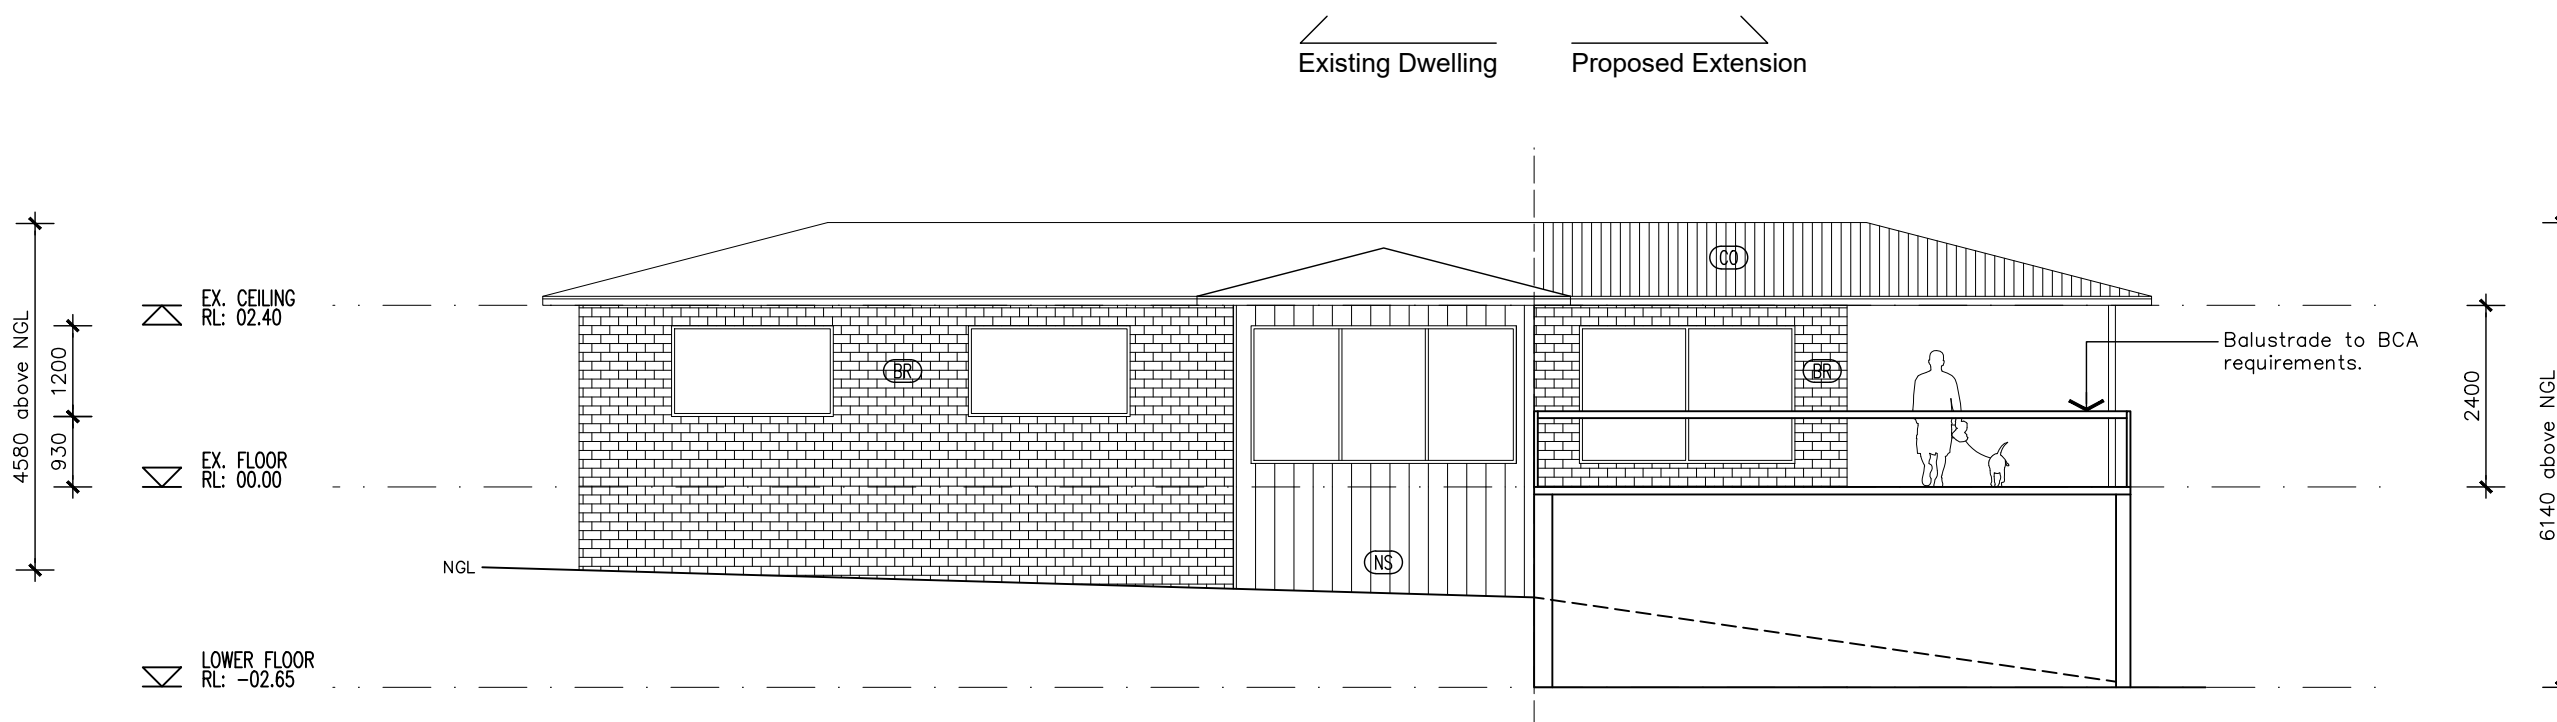 Existing Dwelling
Proposed Extension
EX. CEILING
RL: 02.40
CO
Balustrade to BCA
requirements.
4580 above NGL
1200
930
BR
BR
2400
6140 above NGL
EX. FLOOR
RL: 00.00
NGL
NS
LOWER FLOOR
RL: -02.65